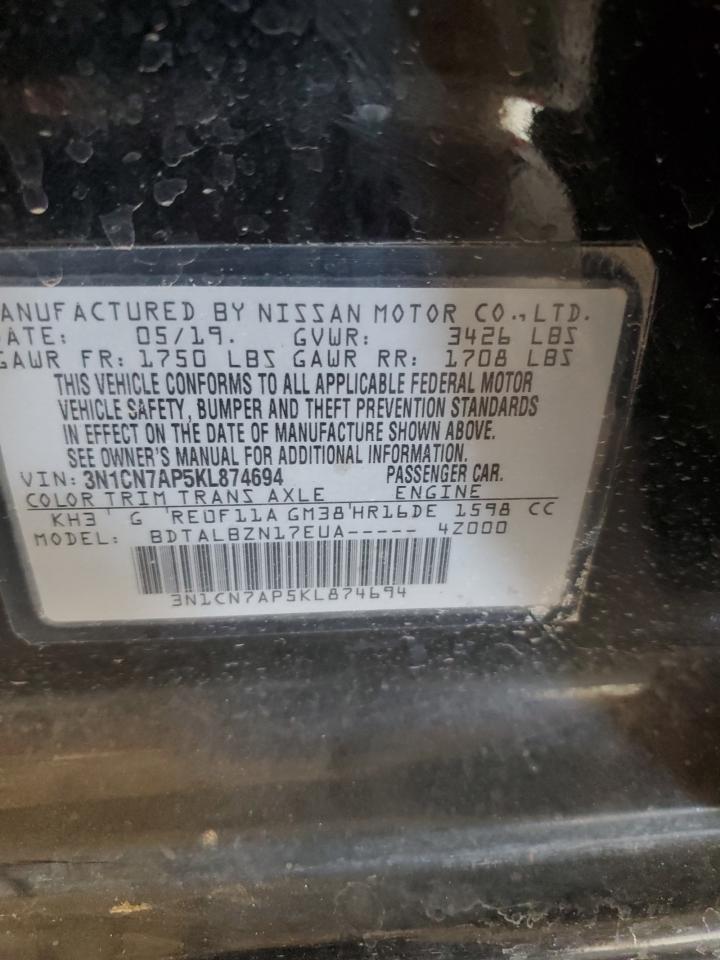 ANUFACTURED BY NISSAN MOTOR CO., LTD.
ATE: 05/19. GVWR: 3426 LBS
GAWR FR: 1750 LBS GAWR RR: 1708 LBS
THIS VEHICLE CONFORMS TO ALL APPLICABLE FEDERAL MOTOR
VEHICLE SAFETY, BUMPER AND THEFT PREVENTION STANDARDS
IN EFFECT ON THE DATE OF MANUFACTURE SHOWN ABOVE.
SEE OWNER'S MANUAL FOR ADDITIONAL INFORMATION.
VIN: 3N1CN7AP5KL874694 PASSENGER CAR.
COLOR TRIM TRANS AXLE ENGINE
KH3 ' G ' RE0F11A GM38 ' HR16DE 1598 CC
MODEL: BDTALBZN17EUA----- 4Z000
3N1CN7AP5KL874694